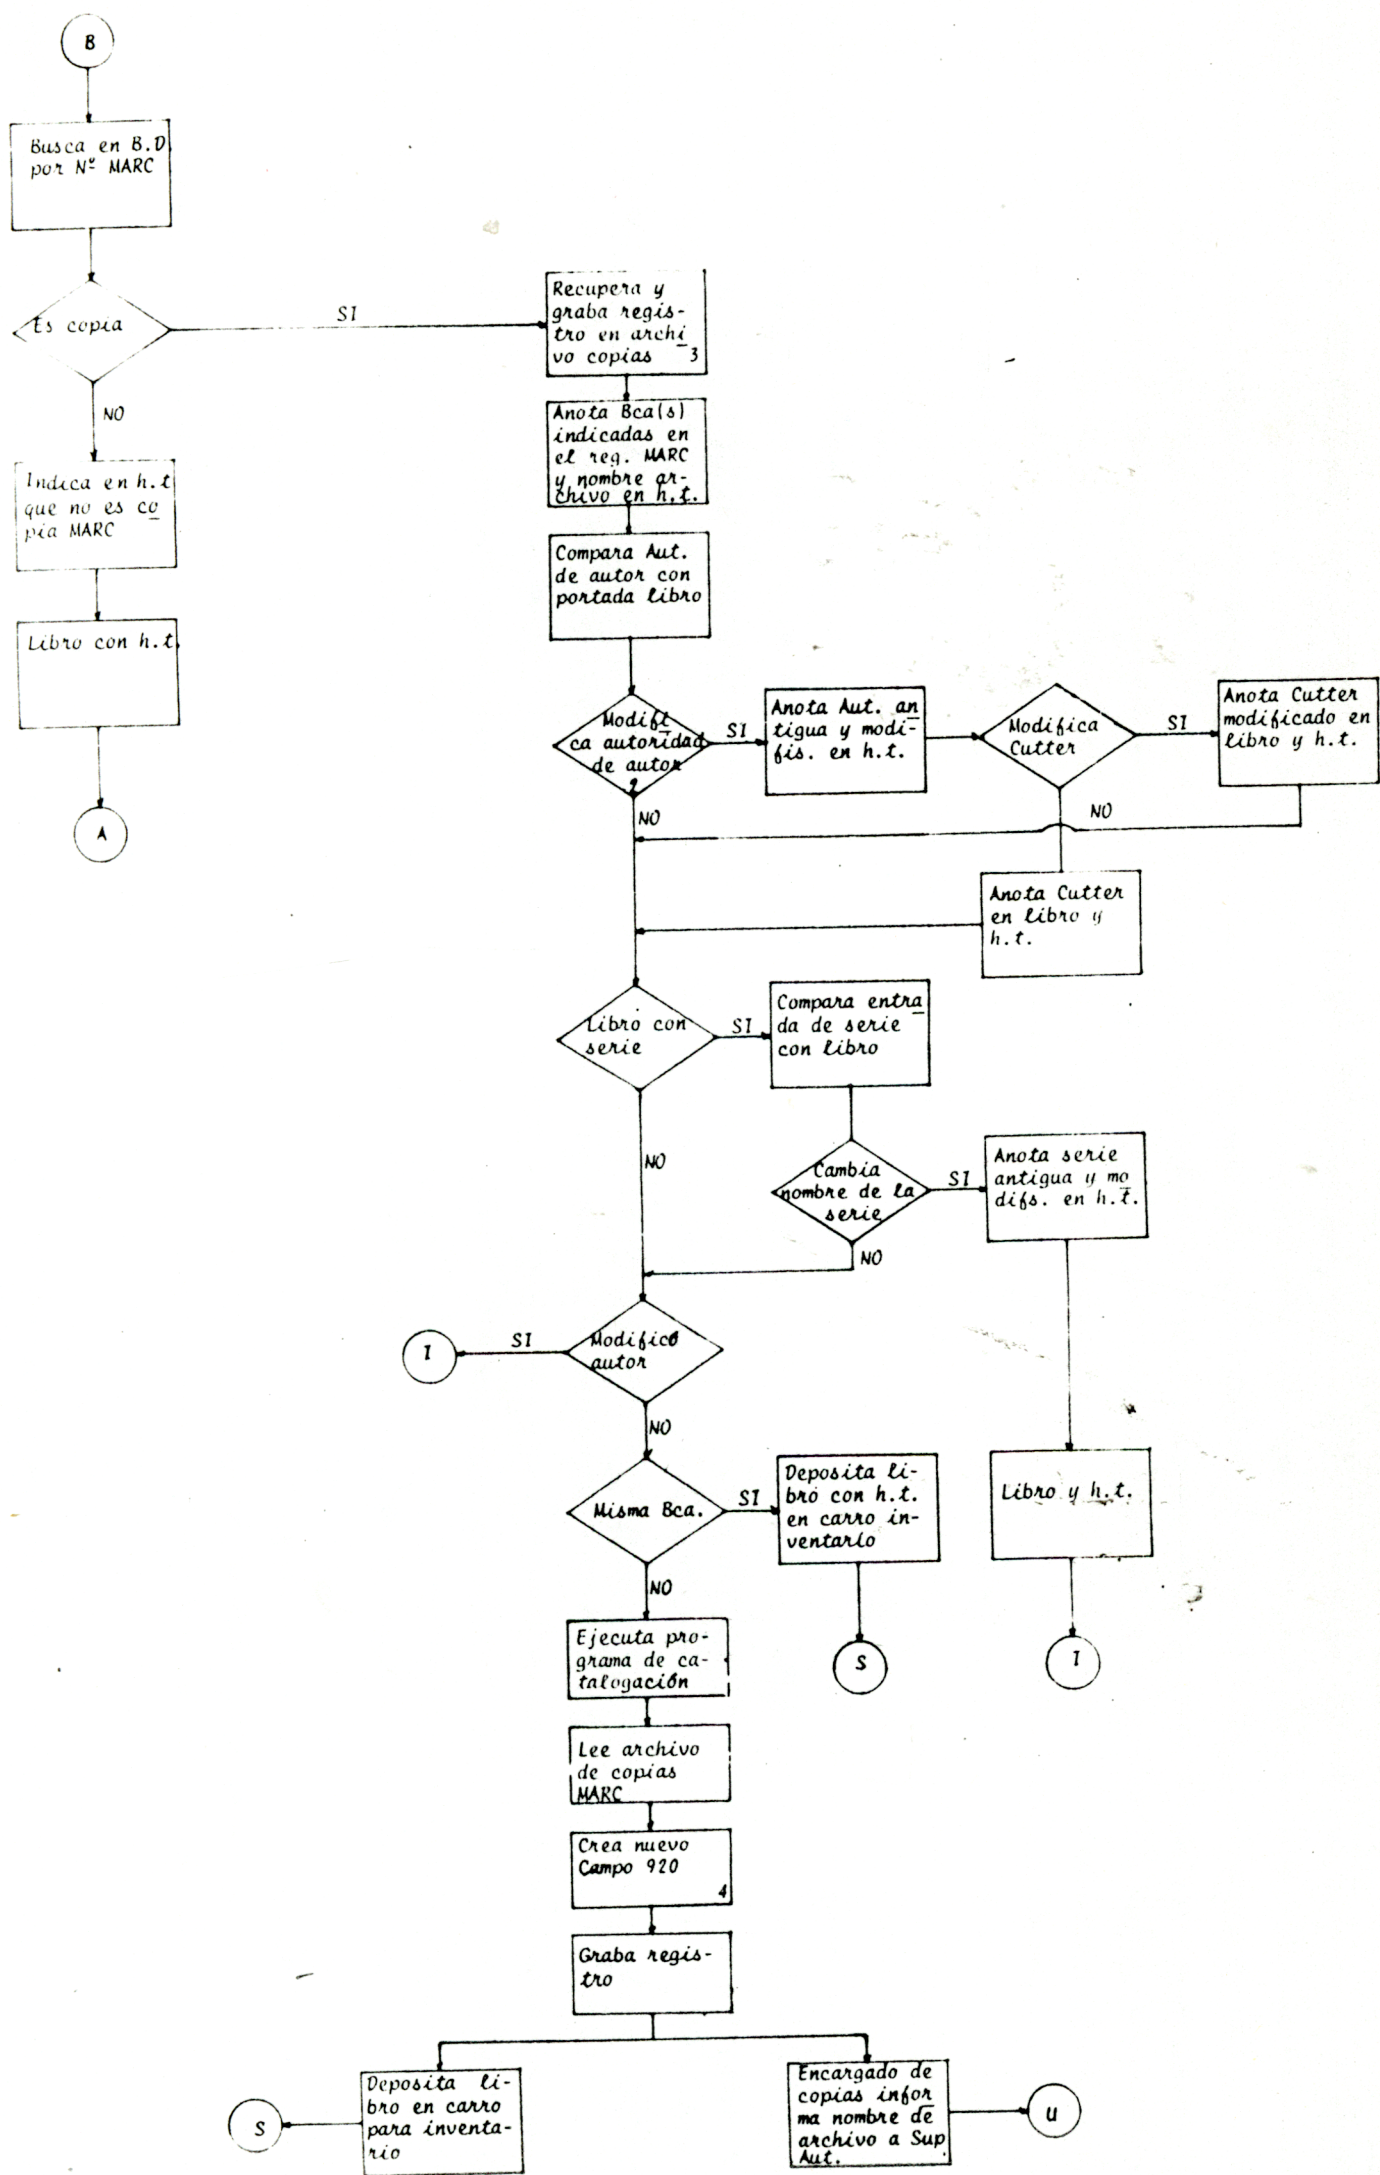 B
Busca en B.D
por Nº MARC
Es copia
SI
NO
Indica en h.t
que no es co
pia MARC
Libro con h.t.
A
Recupera y
graba regis-
tro en archi
vo copias 3
Anota Bca(s)
indicadas en
el reg. MARC
y nombre ar-
chivo en h.t.
Compara Aut.
de autor con
portada libro
Modifi
ca autoridad
de autor
?
SI
NO
Anota Aut. an
tigua y modi-
fis. en h.t.
Modifica
Cutter
SI
NO
Anota Cutter
modificado en
libro y h.t.
Anota Cutter
en libro y
h.t.
Libro con
serie
SI
NO
Compara entra
da de serie
con libro
Cambia
nombre de la
serie
SI
NO
Anota serie
antigua y mo
difs. en h.t.
Libro y h.t.
I
Modificó
autor
SI
I
NO
Misma Bca.
SI
NO
Deposita li-
bro con h.t.
en carro in-
ventario
S
Ejecuta pro-
grama de ca-
talogación
Lee archivo
de copias
MARC
Crea nuevo
Campo 920
4
Graba regis-
tro
Deposita li-
bro en carro
para inventa-
rio
S
Encargado de
copias infor
ma nombre de
archivo a Sup
Aut.
U